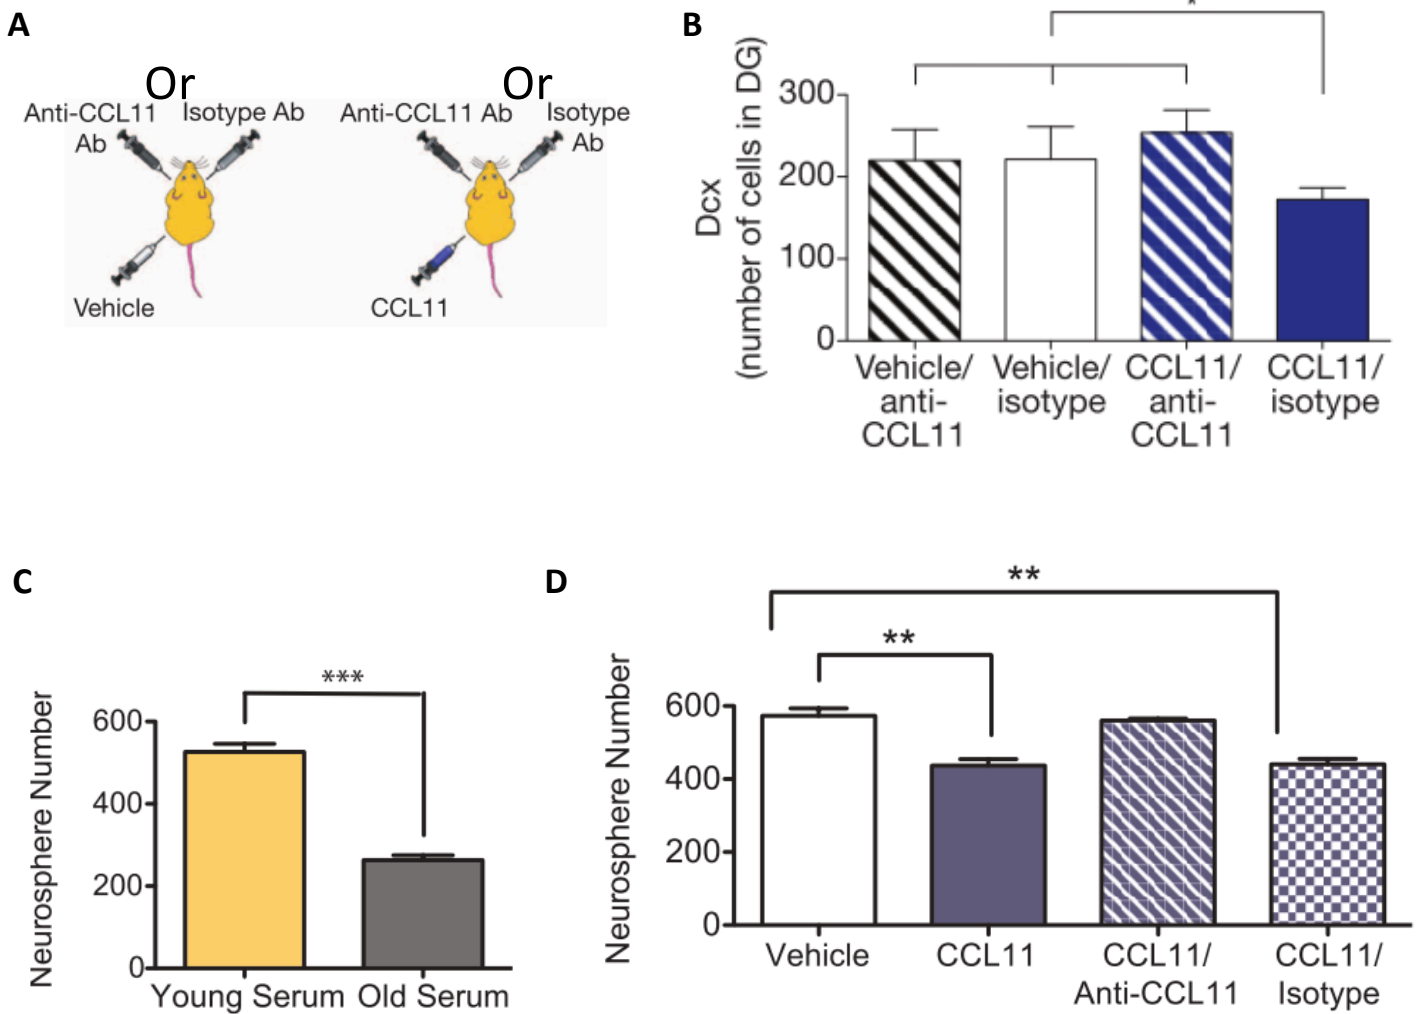 A
Or
Or
Anti-CCL11
Ab
Isotype Ab
Anti-CCL11 Ab
Isotype
Ab
Vehicle
CCL11
B
*
Dcx
(number of cells in DG)
300
200
100
0
Vehicle/
anti-
CCL11
Vehicle/
isotype
CCL11/
anti-
CCL11
CCL11/
isotype
C
***
Neurosphere Number
600
400
200
0
Young Serum
Old Serum
D
**
**
Neurosphere Number
600
400
200
0
Vehicle
CCL11
CCL11/
Anti-CCL11
CCL11/
Isotype